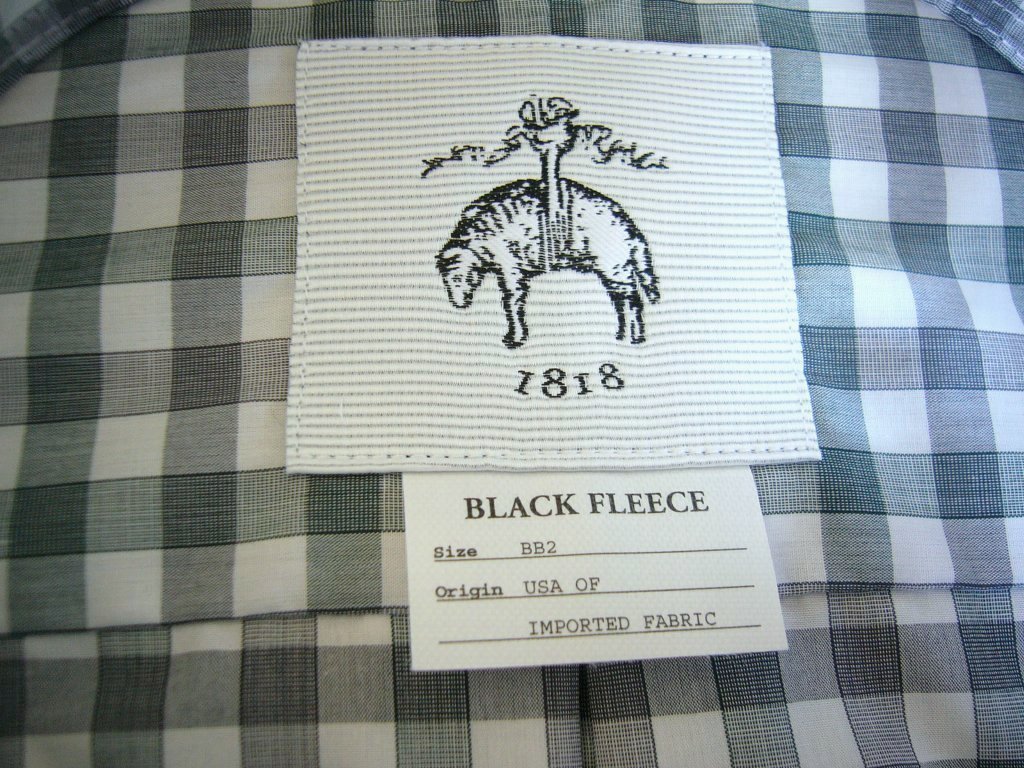 1818
BLACK FLEECE
Size BB2
Origin USA OF
IMPORTED FABRIC